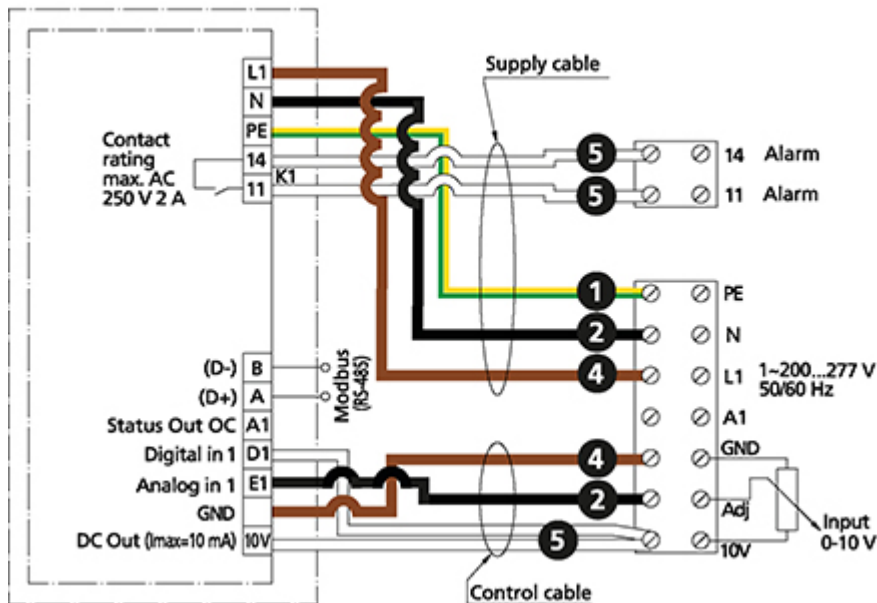 Supply cable
L1
N
PE
14
11
K1
Contact
rating
max. AC
250 V 2 A
5
14 Alarm
5
11 Alarm
1
PE
2
N
4
L1
1~200...277 V
50/60 Hz
A1
(D-) B
(D+) A
Modbus
(RS-485)
Status Out OC A1
Digital in 1 D1
Analog in 1 E1
GND
DC Out (Imax=10 mA) 10V
4
GND
2
Adj
5
10V
Input
0-10 V
Control cable